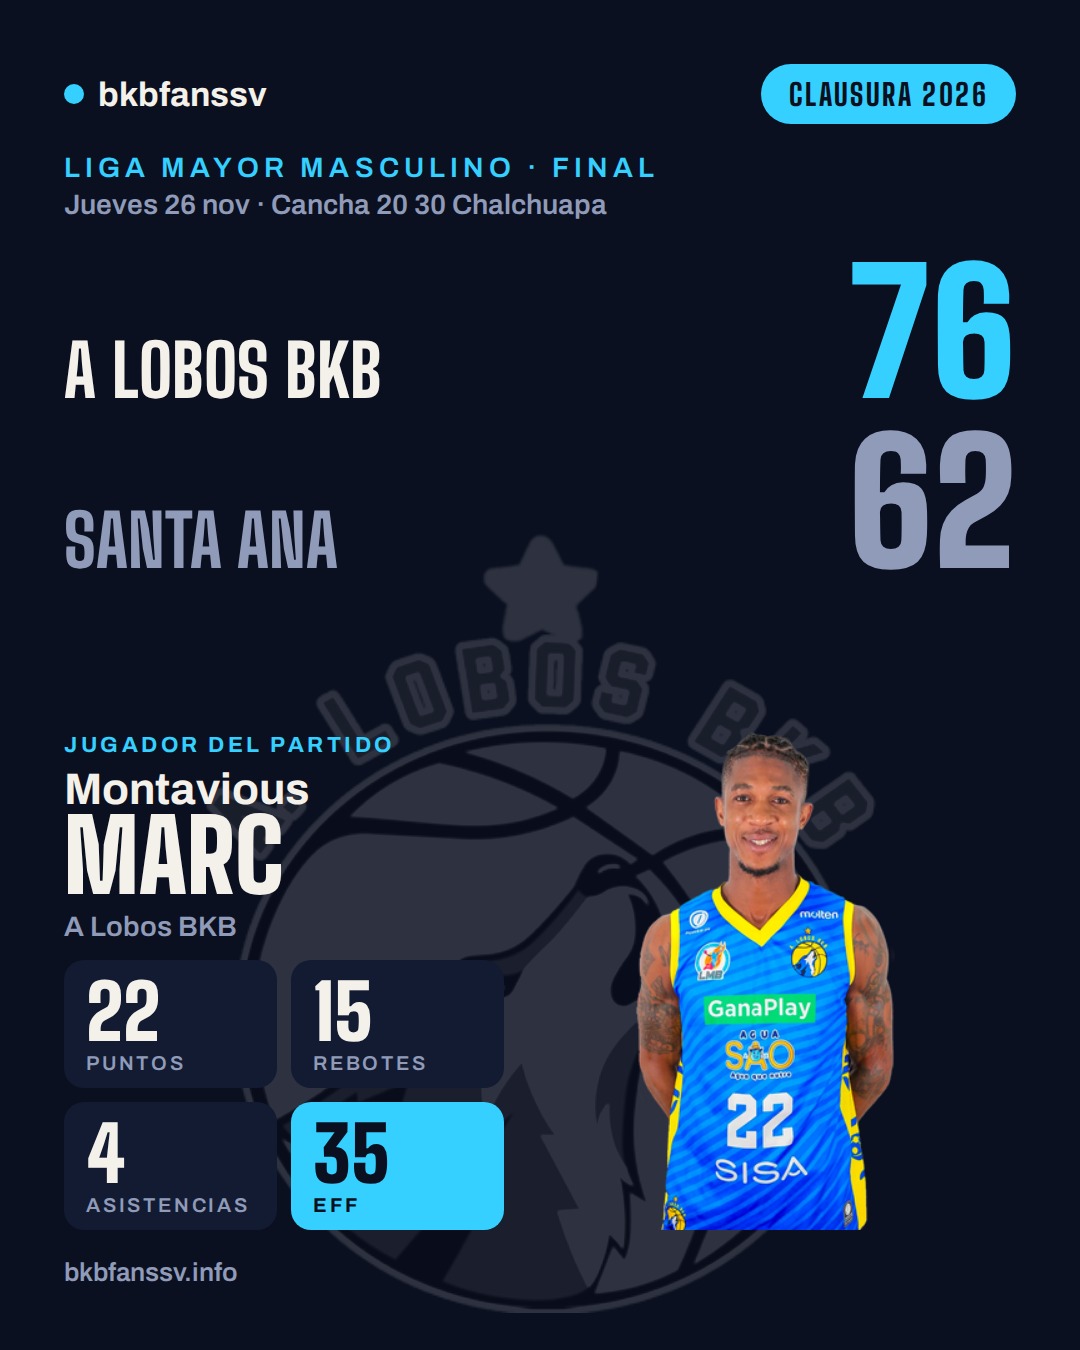 bkbfanssv
CLAUSURA 2026
LIGA MAYOR MASCULINO · FINAL
Jueves 26 nov · Cancha 20 30 Chalchuapa
A LOBOS BKB
76
SANTA ANA
62
LOBOS BKB
JUGADOR DEL PARTIDO
Montavious
MARC
A Lobos BKB
22
PUNTOS
15
REBOTES
4
ASISTENCIAS
35
EFF
molten
LMB
GanaPlay
AGUA
SAO
22
SISA
bkbfanssv.info